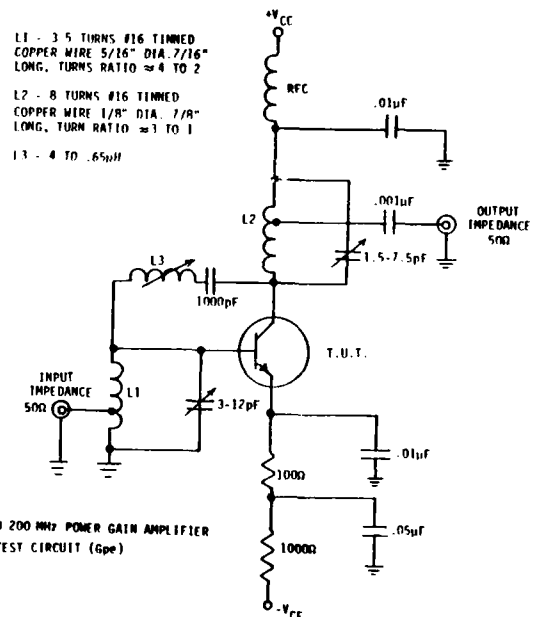 +VCC
L1 - 3.5 TURNS #16 TINNED
COPPER WIRE 5/16" DIA. 7/16"
LONG, TURNS RATIO ≈ 4 TO 2
L2 - 8 TURNS #16 TINNED
COPPER WIRE 1/8" DIA. 7/8"
LONG, TURN RATIO ≈ 3 TO 1
L3 - 4 TO .65µH
RFC
.01µF
.001µF
L2
OUTPUT
IMPEDANCE
50Ω
1.5-7.5pF
L3
1000pF
T.U.T.
INPUT
IMPEDANCE
50Ω
L1
3-12pF
.01µF
100Ω
.05µF
200 MHz POWER GAIN AMPLIFIER
TEST CIRCUIT (Gpe)
1000Ω